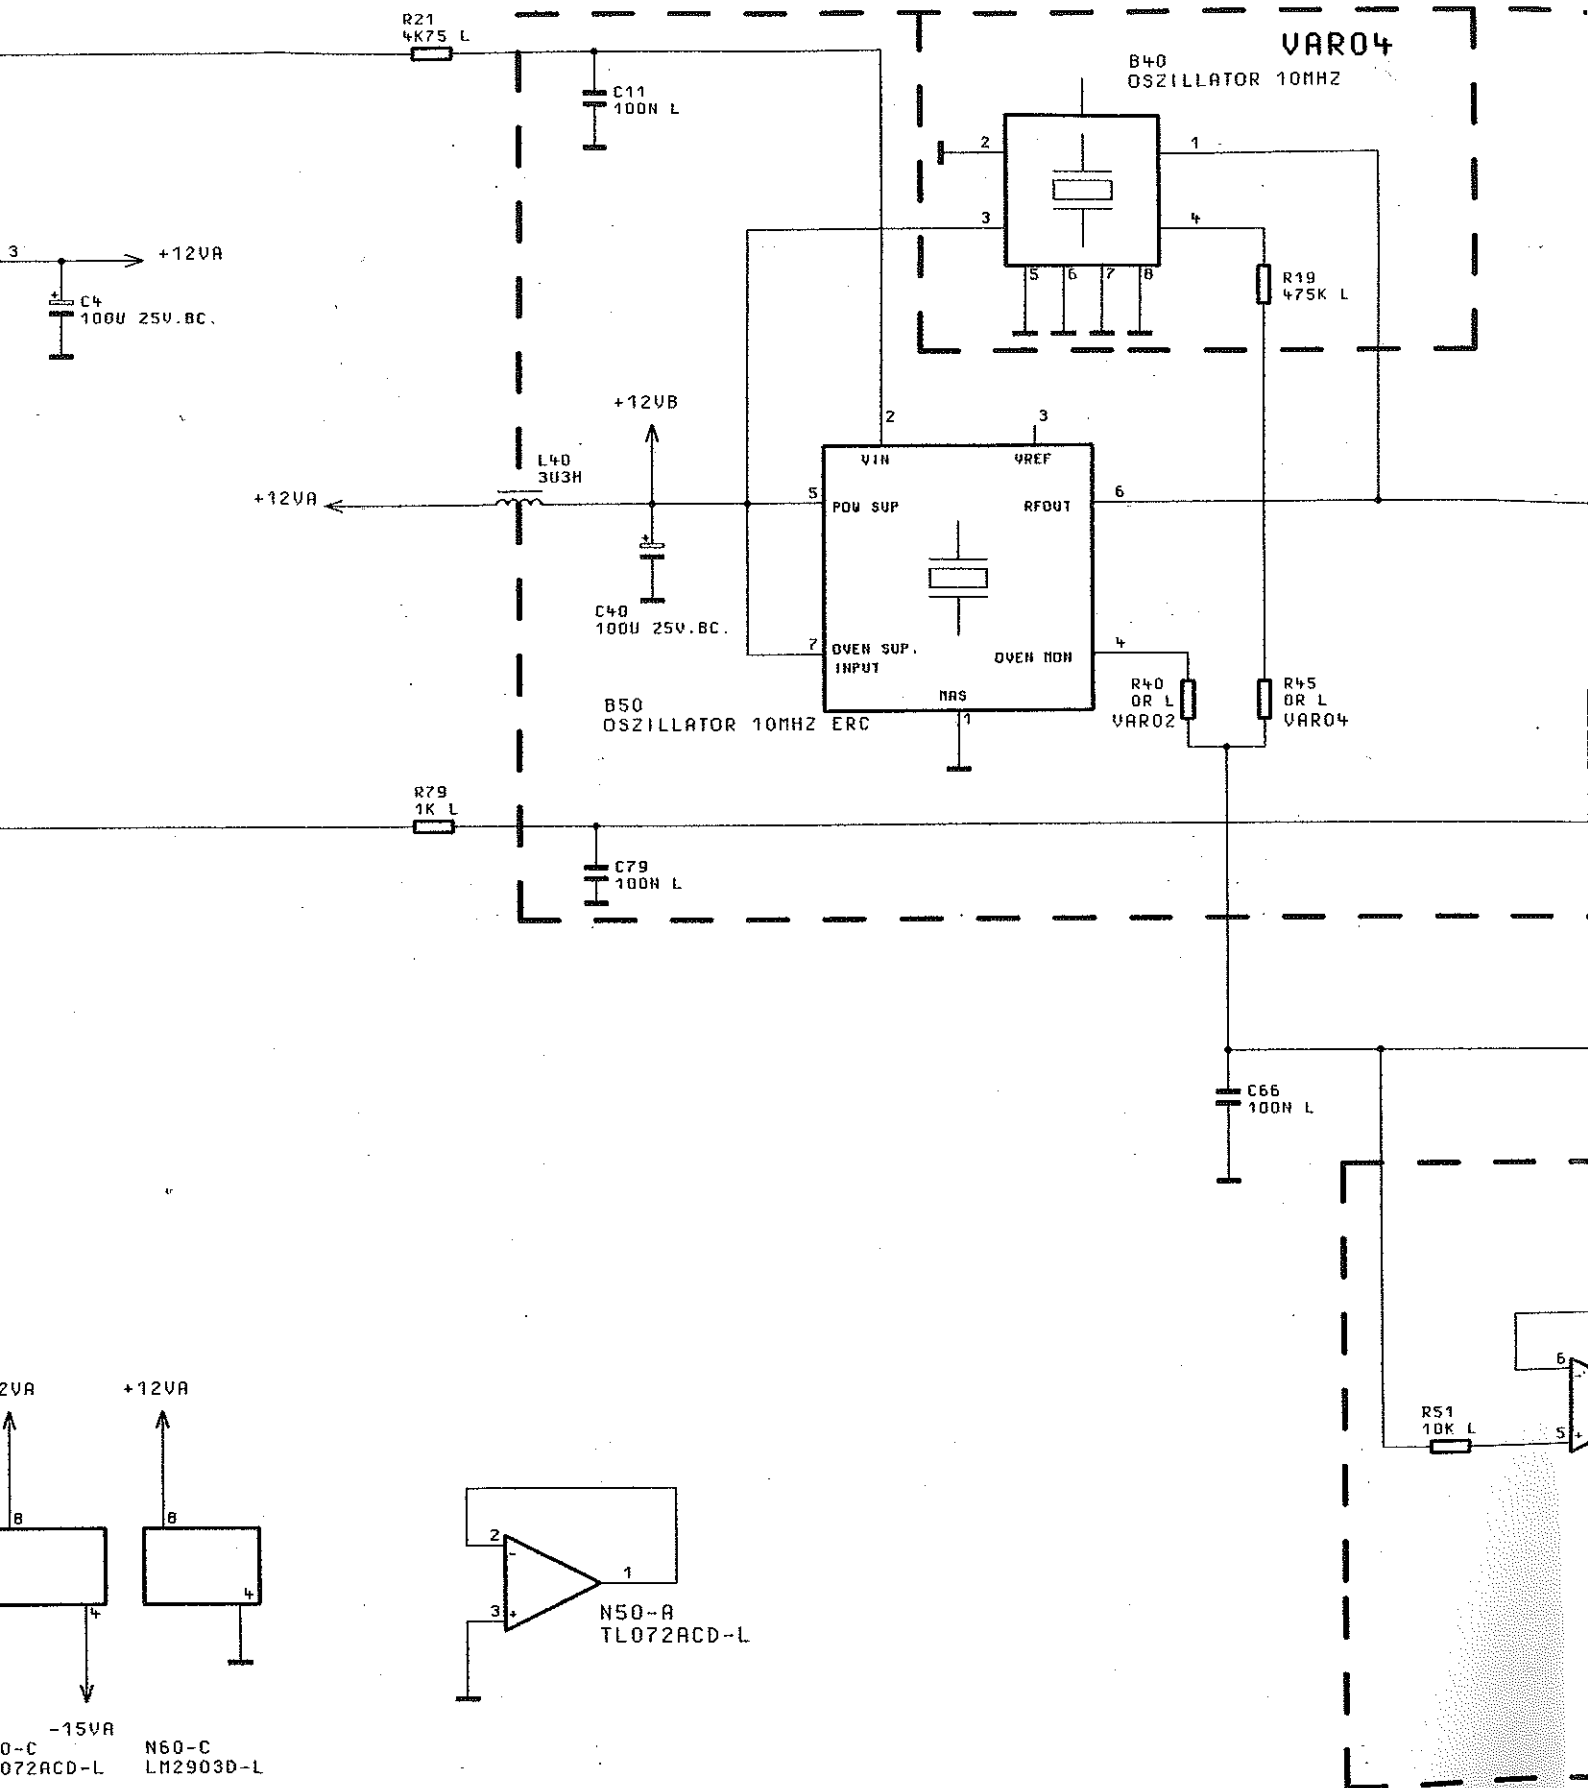 R21
4K75 L
VAR04
B40
OSZILLATOR 10MHZ
C11
100N L
2
1
3
4
3
+12VA
5
6
7
8
R19
475K L
+
C4
100U 25V.BC.
+12VB
2
3
L40
3U3H
VIN
VREF
+12VA
5
POW SUP
RFOUT
6
+
C40
100U 25V.BC.
7
OVEN SUP.
INPUT
OVEN MON
4
MAS
1
B50
OSZILLATOR 10MHZ ERC
R40
0R L
VAR02
R45
0R L
VAR04
R79
1K L
C79
100N L
C66
100N L
6
-
R51
10K L
5
+
2VA
+12VA
8
8
4
4
2
-
1
3
+
N50-A
TL072ACD-L
-15VA
0-C
072ACD-L
N60-C
LM2903D-L